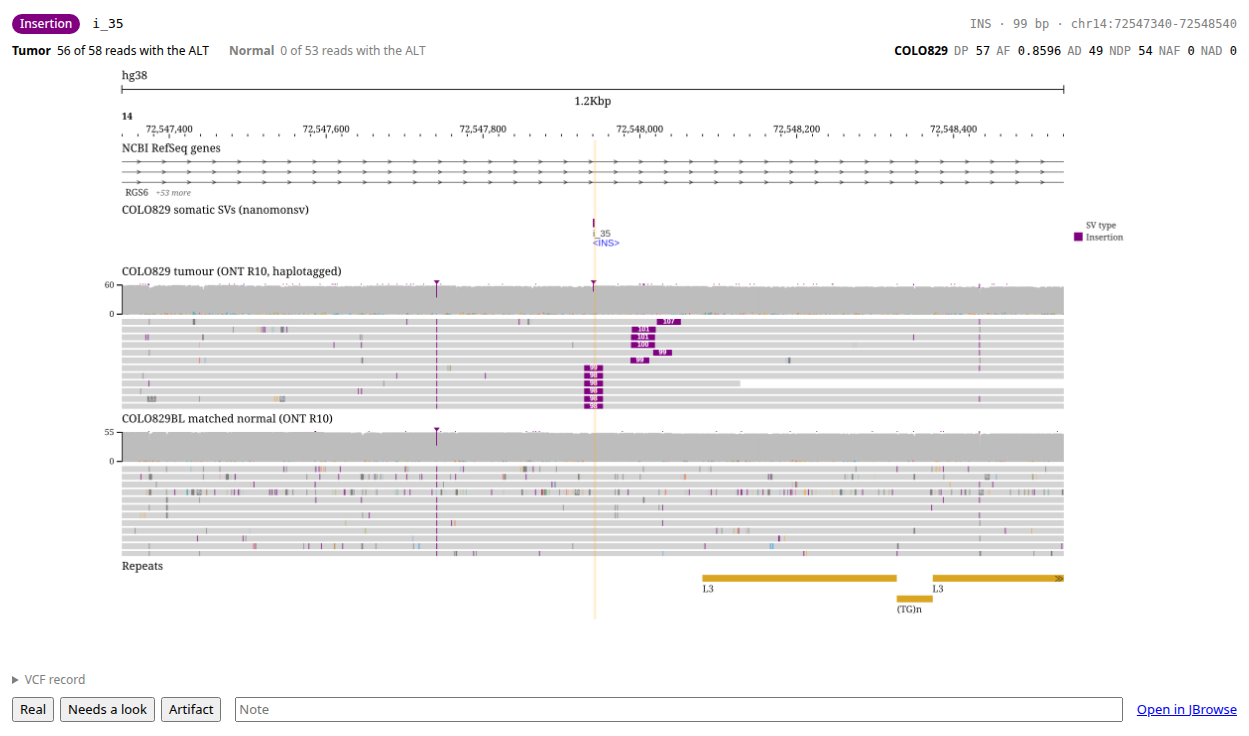 Insertion i_35 INS · 99 bp · chr14:72547340-72548540
Tumor 56 of 58 reads with the ALT Normal 0 of 53 reads with the ALT COLO829 DP 57 AF 0.8596 AD 49 NDP 54 NAF 0 NAD 0
hg38
1.2Kbp
14
72,547,400 72,547,600 72,547,800 72,548,000 72,548,200 72,548,400
NCBI RefSeq genes
RGS6 +53 more
COLO829 somatic SVs (nanomonsv)
SV type
i_35 Insertion
<INS>
COLO829 tumour (ONT R10, haplotagged)
60
0
107
101
101
100
99
99
COLO829BL matched normal (ONT R10)
55
0
Repeats
L3 L3
(TG)n
VCF record
Real Needs a look Artifact Note Open in JBrowse